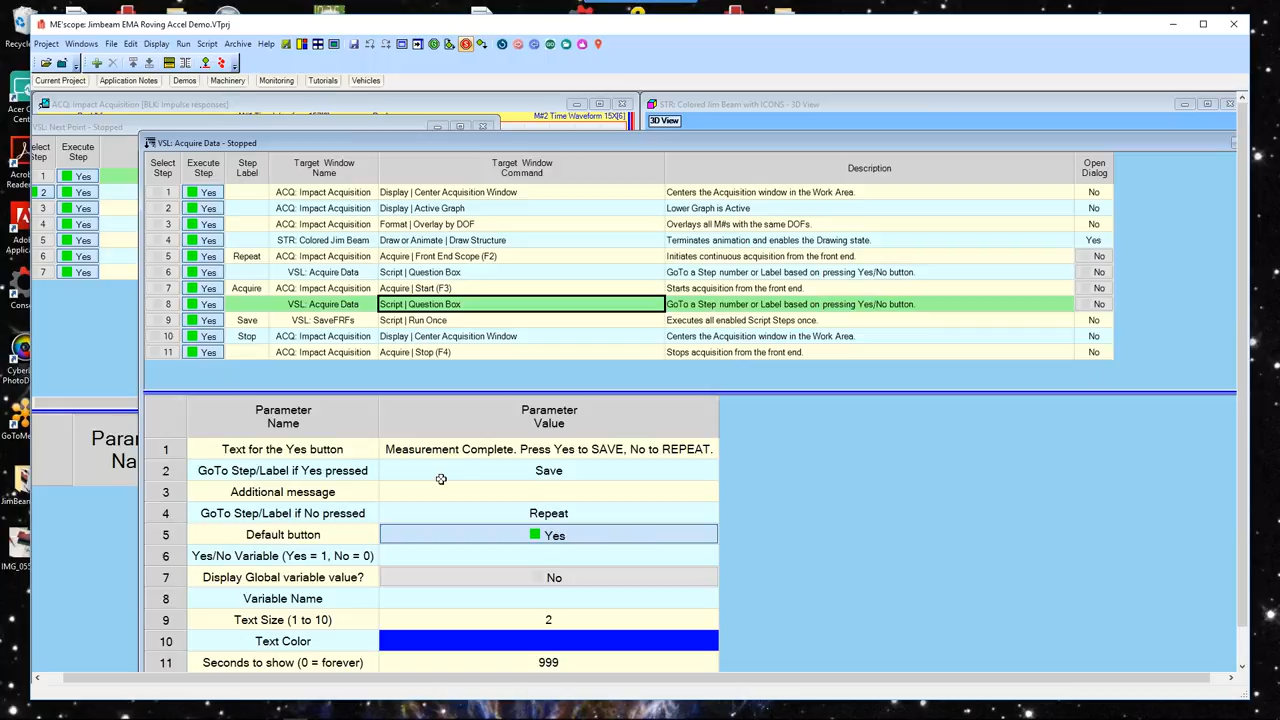 ME'scope: Jimbeam EMA Roving Accel Demo.VTprj
Project Windows File Edit Display Run Script Archive Help
Current Project Application Notes Demos Machinery Monitoring Tutorials Vehicles
ACQ: Impact Acquisition [BLK: Impulse responses]
STR: Colored Jim Beam with ICONS - 3D View
M#2 Time Waveform 15X[6]
3D View
VSL: Next Point - Stopped
VSL: Acquire Data - Stopped
elect Step Execute Step
1 Yes
2 Yes
3 Yes
4 Yes
5 Yes
6 Yes
7 Yes
Select Step Execute Step Step Label Target Window Name Target Window Command Description Open Dialog
1 Yes ACQ: Impact Acquisition Display | Center Acquisition Window Centers the Acquisition window in the Work Area. No
2 Yes ACQ: Impact Acquisition Display | Active Graph Lower Graph is Active No
3 Yes ACQ: Impact Acquisition Format | Overlay by DOF Overlays all M#s with the same DOFs. No
4 Yes STR: Colored Jim Beam Draw or Animate | Draw Structure Terminates animation and enables the Drawing state. Yes
5 Yes Repeat ACQ: Impact Acquisition Acquire | Front End Scope (F2) Initiates continuous acquisition from the front end. No
6 Yes VSL: Acquire Data Script | Question Box GoTo a Step number or Label based on pressing Yes/No button. No
7 Yes Acquire ACQ: Impact Acquisition Acquire | Start (F3) Starts acquisition from the front end. No
8 Yes VSL: Acquire Data Script | Question Box GoTo a Step number or Label based on pressing Yes/No button. No
9 Yes Save VSL: SaveFRFs Script | Run Once Executes all enabled Script Steps once. No
10 Yes Stop ACQ: Impact Acquisition Display | Center Acquisition Window Centers the Acquisition window in the Work Area. No
11 Yes ACQ: Impact Acquisition Acquire | Stop (F4) Stops acquisition from the front end. No
Para
Na
Parameter Name Parameter Value
1 Text for the Yes button Measurement Complete. Press Yes to SAVE, No to REPEAT.
2 GoTo Step/Label if Yes pressed Save
3 Additional message
4 GoTo Step/Label if No pressed Repeat
5 Default button Yes
6 Yes/No Variable (Yes = 1, No = 0)
7 Display Global variable value? No
8 Variable Name
9 Text Size (1 to 10) 2
10 Text Color
11 Seconds to show (0 = forever) 999
Recycle
Acer C
Docum
Acrobat
Reader
Adob
Applicati
CyberL
PhotoD
GoToMe
IMG_055